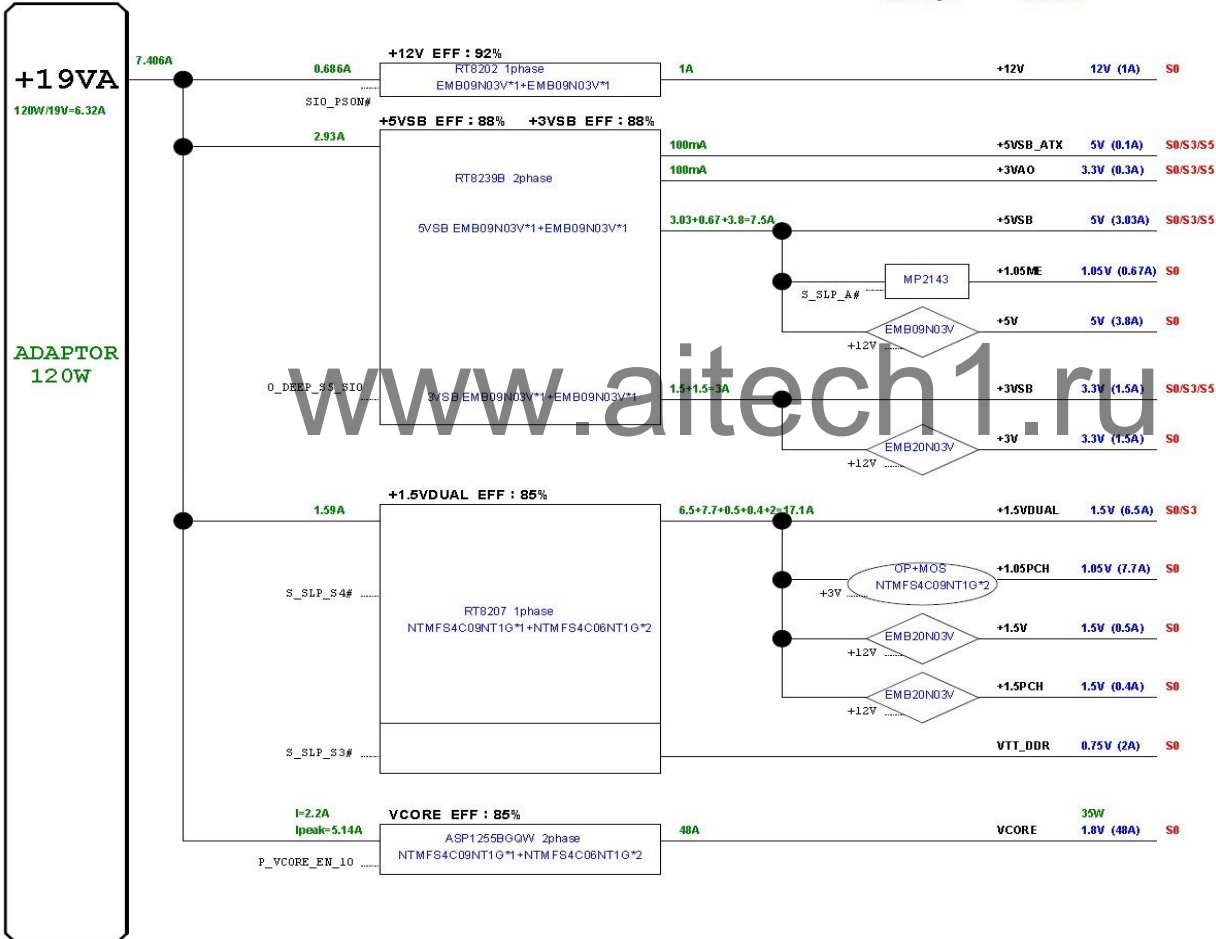 +19VA
120W/19V=6.32A
ADAPTOR
120W
7.406A
0.686A
SIO_PSON#
+12V EFF : 92%
RT8202 1phase
EMB09N03V*1+EMB09N03V*1
1A
+12V 12V (1A) S0
+5VSB EFF : 88% +3VSB EFF : 88%
2.93A
RT8239B 2phase
5VSB EMB09N03V*1+EMB09N03V*1
100mA
+5VSB_ATX 5V (0.1A) S0/S3/S5
100mA
+3VAO 3.3V (0.3A) S0/S3/S5
3.03+0.67+3.8=7.5A
+5VSB 5V (3.03A) S0/S3/S5
S_SLP_A#
MP2143
+1.05ME 1.05V (0.67A) S0
EMB09N03V
+12V
+5V 5V (3.8A) S0
www.aitech1.ru
O_DEEP_S5_SIO
3VSB EMB09N03V*1+EMB09N03V*1
1.5+1.5=3A
+3VSB 3.3V (1.5A) S0/S3/S5
EMB20N03V
+12V
+3V 3.3V (1.5A) S0
+1.5VDUAL EFF : 85%
1.59A
S_SLP_S4#
RT8207 1phase
NTMFS4C09NT1G*1+NTMFS4C06NT1G*2
6.5+7.7+0.5+0.4+2=17.1A
+1.5VDUAL 1.5V (6.5A) S0/S3
OP+MOS
NTMFS4C09NT1G*2
+3V
+1.05PCH 1.05V (7.7A) S0
EMB20N03V
+12V
+1.5V 1.5V (0.5A) S0
EMB20N03V
+12V
+1.5PCH 1.5V (0.4A) S0
S_SLP_S3#
VTT_DDR 0.75V (2A) S0
I=2.2A
Ipeak=5.14A
P_VCORE_EN_10
VCORE EFF : 85%
ASP1255BGQW 2phase
NTMFS4C09NT1G*1+NTMFS4C06NT1G*2
48A
35W
VCORE 1.8V (48A) S0